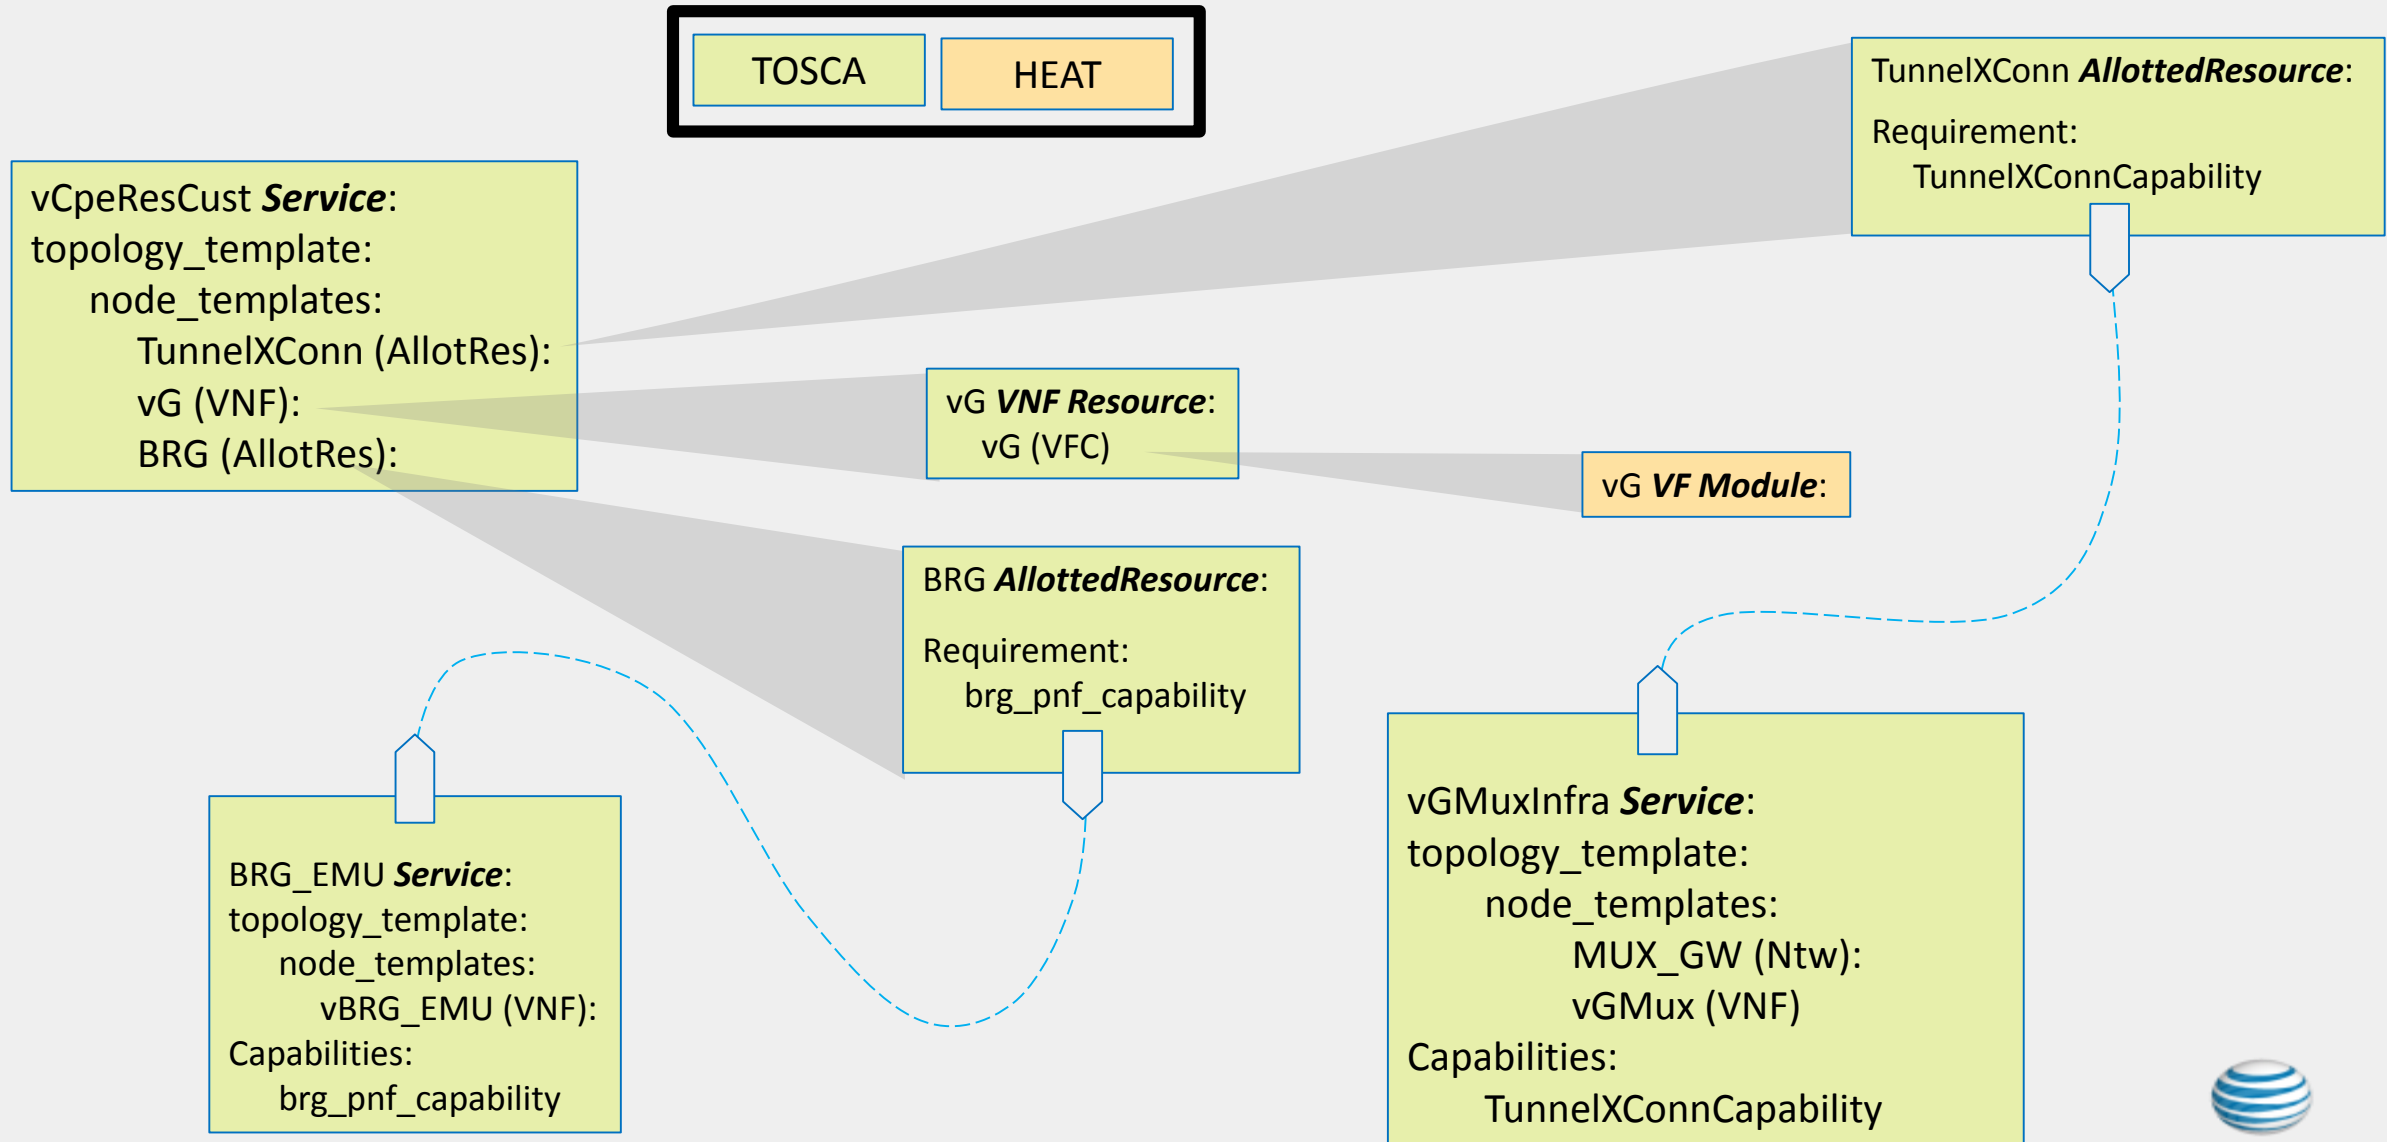 TOSCA
HEAT
TunnelXConn AllottedResource:
Requirement:
TunnelXConnCapability
vCpeResCust Service:
topology_template:
node_templates:
TunnelXConn (AllotRes):
vG (VNF):
BRG (AllotRes):
vG VNF Resource:
vG (VFC)
vG VF Module:
BRG AllottedResource:
Requirement:
brg_pnf_capability
BRG_EMU Service:
topology_template:
node_templates:
vBRG_EMU (VNF):
Capabilities:
brg_pnf_capability
vGMuxInfra Service:
topology_template:
node_templates:
MUX_GW (Ntw):
vGMux (VNF)
Capabilities:
TunnelXConnCapability